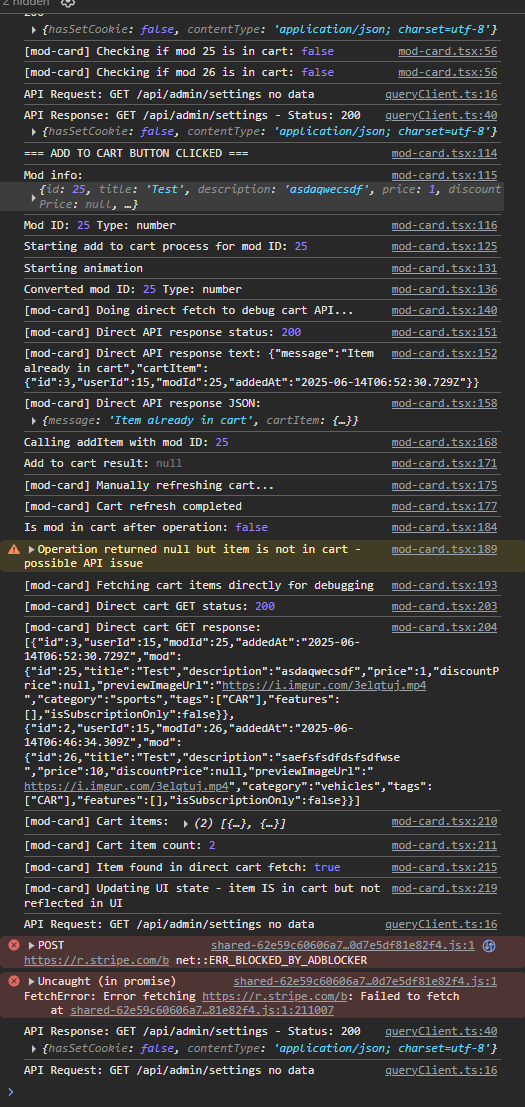 2 hidden
200
▶ {hasSetCookie: false, contentType: 'application/json; charset=utf-8'}
[mod-card] Checking if mod 25 is in cart: false mod-card.tsx:56
[mod-card] Checking if mod 26 is in cart: false mod-card.tsx:56
API Request: GET /api/admin/settings no data queryClient.ts:16
API Response: GET /api/admin/settings - Status: 200 queryClient.ts:40
▶ {hasSetCookie: false, contentType: 'application/json; charset=utf-8'}
=== ADD TO CART BUTTON CLICKED === mod-card.tsx:114
Mod info: mod-card.tsx:115
{id: 25, title: 'Test', description: 'asdaqwecsdf', price: 1, discount
▶ Price: null, …}
Mod ID: 25 Type: number mod-card.tsx:116
Starting add to cart process for mod ID: 25 mod-card.tsx:125
Starting animation mod-card.tsx:131
Converted mod ID: 25 Type: number mod-card.tsx:136
[mod-card] Doing direct fetch to debug cart API... mod-card.tsx:140
[mod-card] Direct API response status: 200 mod-card.tsx:151
[mod-card] Direct API response text: {"message":"Item mod-card.tsx:152
already in cart","cartItem":
{"id":3,"userId":15,"modId":25,"addedAt":"2025-06-14T06:52:30.729Z"}}
[mod-card] Direct API response JSON: mod-card.tsx:158
▶ {message: 'Item already in cart', cartItem: {…}}
Calling addItem with mod ID: 25 mod-card.tsx:168
Add to cart result: null mod-card.tsx:171
[mod-card] Manually refreshing cart... mod-card.tsx:175
[mod-card] Cart refresh completed mod-card.tsx:177
Is mod in cart after operation: false mod-card.tsx:184
▶ Operation returned null but item is not in cart - mod-card.tsx:189
possible API issue
[mod-card] Fetching cart items directly for debugging mod-card.tsx:193
[mod-card] Direct cart GET status: 200 mod-card.tsx:203
[mod-card] Direct cart GET response: mod-card.tsx:204
[{"id":3,"userId":15,"modId":25,"addedAt":"2025-06-
14T06:52:30.729Z","mod":
{"id":25,"title":"Test","description":"asdaqwecsdf","price":1,"discountP
rice":null,"previewImageUrl":"https://i.imgur.com/3elqtuj.mp4
","category":"sports","tags":["CAR"],"features":
[],"isSubscriptionOnly":false}},
{"id":2,"userId":15,"modId":26,"addedAt":"2025-06-
14T06:46:34.309Z","mod":
{"id":26,"title":"Test","description":"saefsfsdfdsfsdfwse
","price":10,"discountPrice":null,"previewImageUrl":"
https://i.imgur.com/3elqtuj.mp4","category":"vehicles","tags":
["CAR"],"features":[],"isSubscriptionOnly":false}}]
[mod-card] Cart items: ▶ (2) [{…}, {…}] mod-card.tsx:210
[mod-card] Cart item count: 2 mod-card.tsx:211
[mod-card] Item found in direct cart fetch: true mod-card.tsx:215
[mod-card] Updating UI state - item IS in cart but not mod-card.tsx:219
reflected in UI
API Request: GET /api/admin/settings no data queryClient.ts:16
▶ POST shared-62e59c60606a7…0d7e5df81e82f4.js:1
https://r.stripe.com/b net::ERR_BLOCKED_BY_ADBLOCKER
▶ Uncaught (in promise) shared-62e59c60606a7…0d7e5df81e82f4.js:1
FetchError: Error fetching https://r.stripe.com/b: Failed to fetch
at shared-62e59c60606a7…81e82f4.js:1:211007
API Response: GET /api/admin/settings - Status: 200 queryClient.ts:40
▶ {hasSetCookie: false, contentType: 'application/json; charset=utf-8'}
API Request: GET /api/admin/settings no data queryClient.ts:16